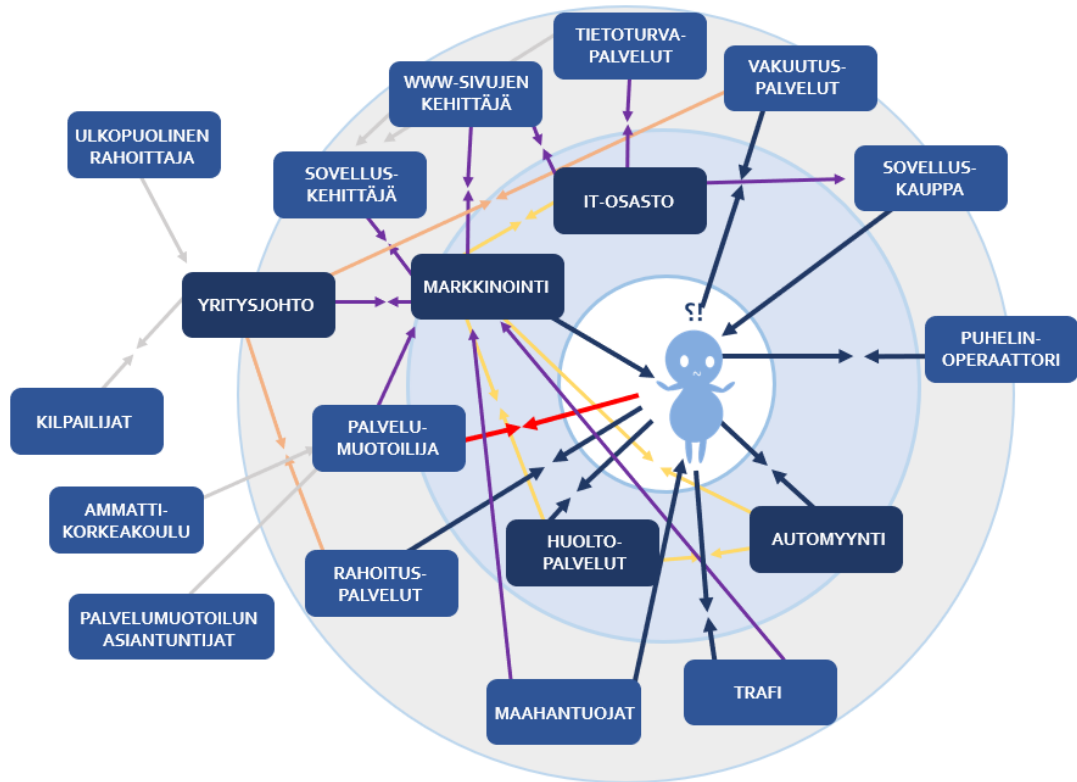 TIETOTURVA-
PALVELUT
WWW-SIVUJEN
KEHITTÄJÄ
VAKUUTUS-
PALVELUT
ULKOPUOLINEN
RAHOITTAJA
SOVELLUS-
KEHITTÄJÄ
IT-OSASTO
SOVELLUS-
KAUPPA
YRITYSJOHTO
MARKKINOINTI
?!
PUHELIN-
OPERAATTORI
KILPAILIJAT
PALVELU-
MUOTOILIJA
AMMATTI-
KORKEAKOULU
HUOLTO-
PALVELUT
AUTOMYYNTI
RAHOITUS-
PALVELUT
PALVELUMUOTOILUN
ASIANTUNTIJAT
MAAHANTUOJAT
TRAFI